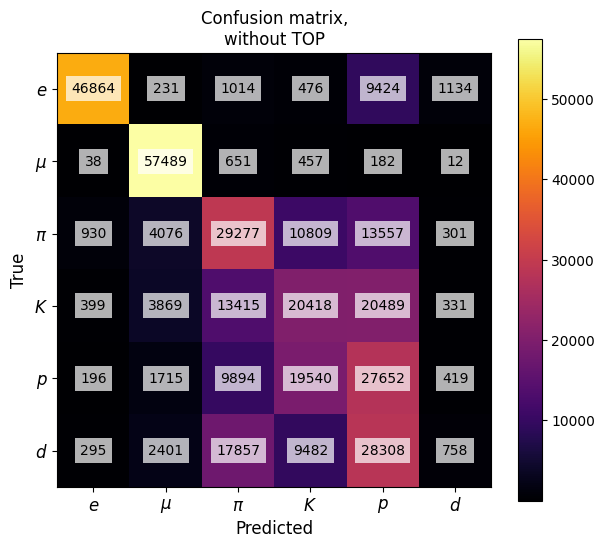 Confusion matrix,
without TOP
e 46864 231 1014 476 9424 1134
μ 38 57489 651 457 182 12
π 930 4076 29277 10809 13557 301
K 399 3869 13415 20418 20489 331
p 196 1715 9894 19540 27652 419
d 295 2401 17857 9482 28308 758
e μ π K p d
Predicted
True
50000
40000
30000
20000
10000